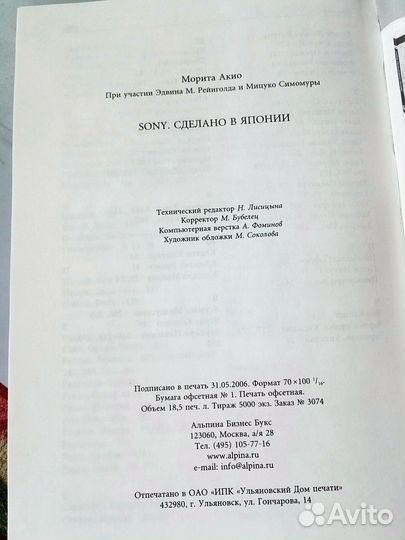 Морита Акио
При участии Эдвина М. Рейнголда и Мицуко Симомуры
SONY. СДЕЛАНО В ЯПОНИИ
Технический редактор Н. Лисицына
Корректор М. Бубелец
Компьютерная верстка А. Фоминов
Художник обложки М. Соколова
Подписано в печать 31.05.2006. Формат 70 × 100 1/16.
Бумага офсетная № 1. Печать офсетная.
Объем 18,5 печ. л. Тираж 5000 экз. Заказ № 3074
Альпина Бизнес Букс
123060, Москва, а/я 28
Тел. (495) 105-77-16
www.alpina.ru
e-mail: info@alpina.ru
Отпечатано в ОАО «ИПК «Ульяновский Дом печати»
432980, г. Ульяновск, ул. Гончарова, 14
Avito